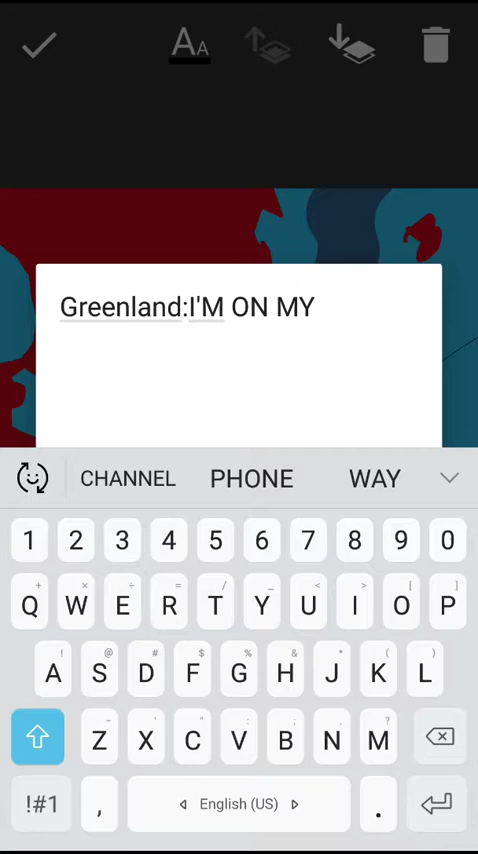 AA
Greenland:I'M ON MY
CHANNEL PHONE WAY
1 2 3 4 5 6 7 8 9 0
+ × ÷ = / _ < > [ ]
Q W E R T Y U I O P
! @ # $ % ^ & * ( )
A S D F G H J K L
- ' " : ; , ?
Z X C V B N M
!#1 , English (US) .